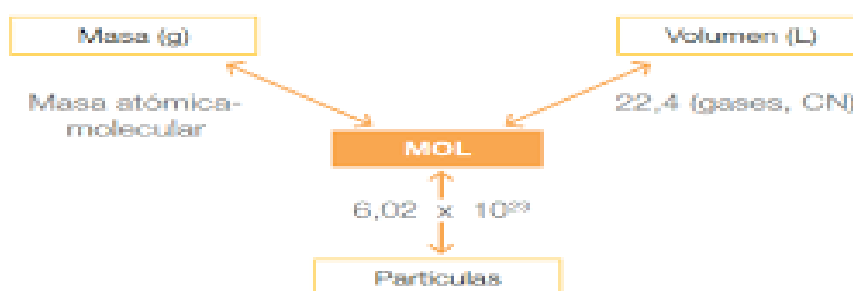 Masa (g)
Volumen (L)
Masa atómica-
molecular
22,4 (gases, CN)
MOL
6,02 x 10²³
Partículas